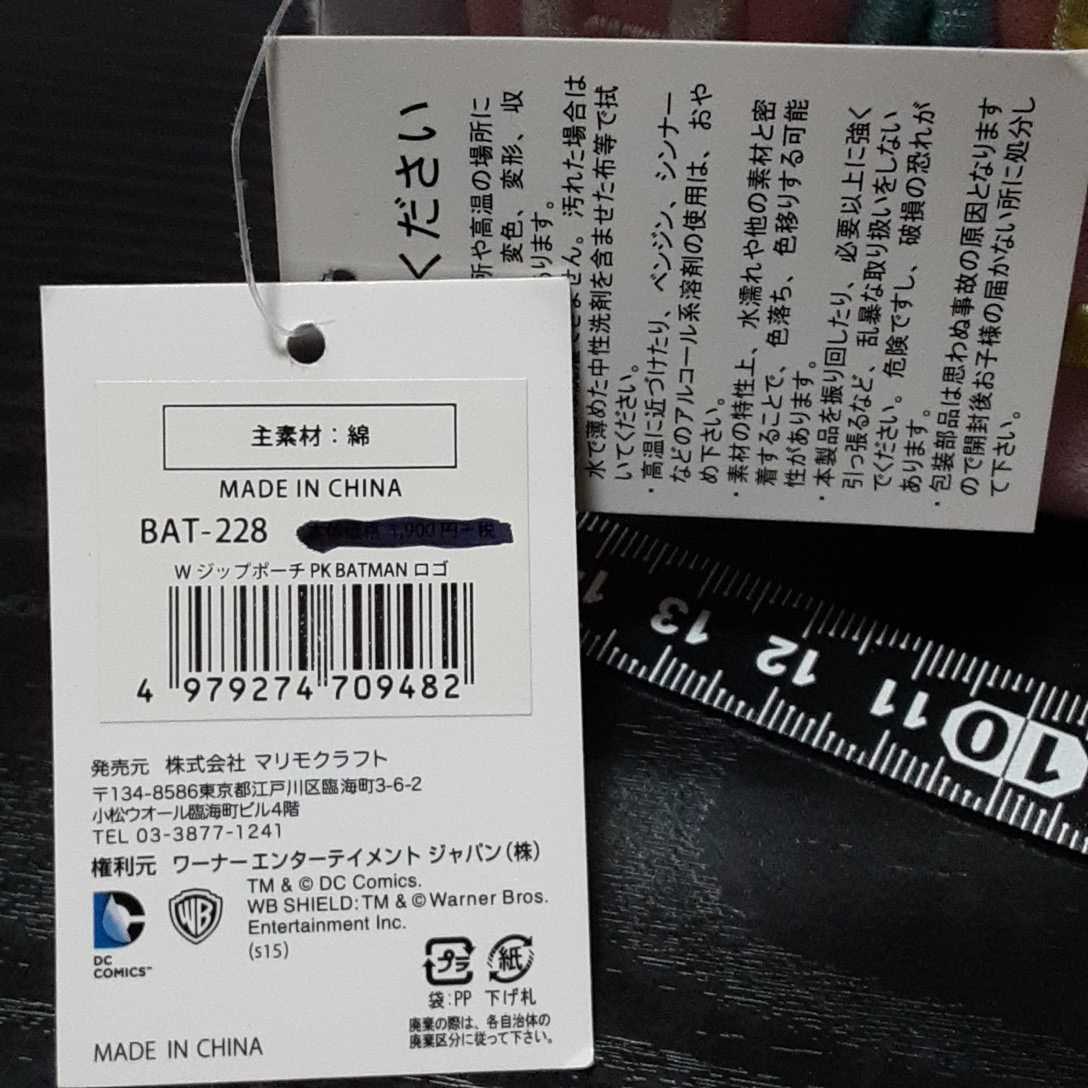 主素材：綿
MADE IN CHINA
BAT-228 1,900円+税
W ジップポーチ PK BATMAN ロゴ
4 979274 709482
発売元 株式会社 マリモクラフト
〒134-8586東京都江戸川区臨海町3-6-2
小松ウオール臨海町ビル4階
TEL 03-3877-1241
権利元 ワーナーエンターテイメント ジャパン(株)
TM & © DC Comics.
WB SHIELD: TM & © Warner Bros.
Entertainment Inc.
(s15)
DC
COMICS™
WB
プラ 紙
袋:PP 下げ札
廃棄の際は、各自治体の
廃棄区分に従って下さい。
MADE IN CHINA
ください
所や高温の場所に
変色、変形、収
ります。
ません。汚れた場合は
水で薄めた中性洗剤を含ませた布等で拭
いてください。
・高温に近づけたり、ベンジン、シンナー
などのアルコール系溶剤の使用は、おや
め下さい。
・素材の特性上、水濡れや他の素材と密
着することで、色落ち、色移りする可能
性があります。
・本製品を振り回したり、必要以上に強く
引っ張るなど、乱暴な取り扱いをしない
でください。危険ですし、破損の恐れが
あります。
・包装部品は思わぬ事故の原因となります
ので開封後お子様の届かない所に処分し
て下さい。
13 12 11 10